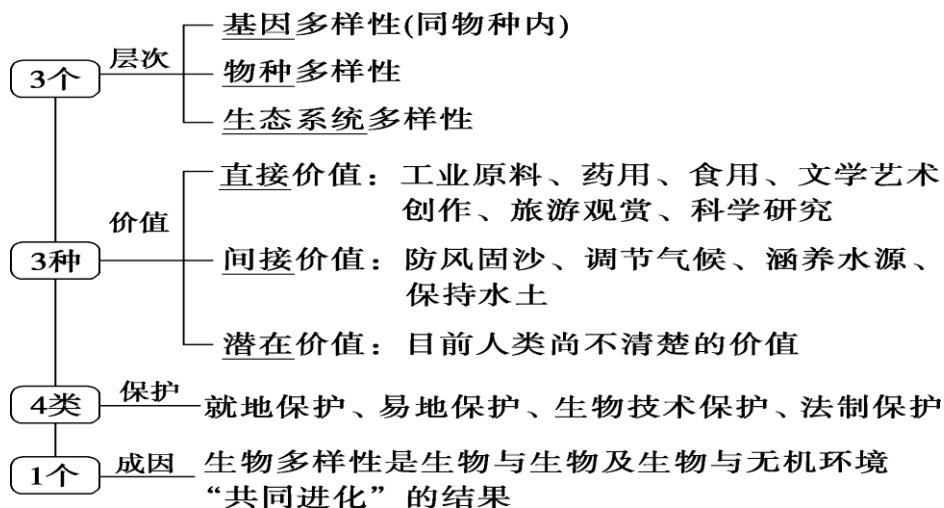 层次
基因多样性(同物种内)
3个
物种多样性
生态系统多样性
价值
直接价值：工业原料、药用、食用、文学艺术
创作、旅游观赏、科学研究
3种
间接价值：防风固沙、调节气候、涵养水源、
保持水土
潜在价值：目前人类尚不清楚的价值
4类
保护
就地保护、易地保护、生物技术保护、法制保护
1个
成因
生物多样性是生物与生物及生物与无机环境
“共同进化”的结果